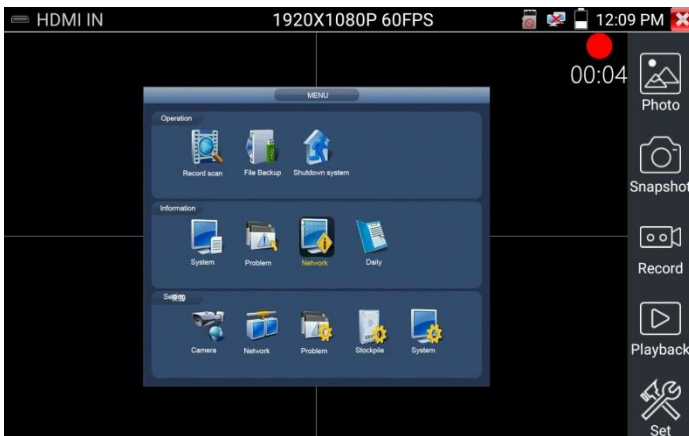 HDMI IN 1920X1080P 60FPS 12:09 PM
00:04
Photo
Snapshot
Record
Playback
Set
MENU
Operation
Record scan File Backup Shutdown system
Information
System Problem Network Daily
Camera Network Problem Stockpile System